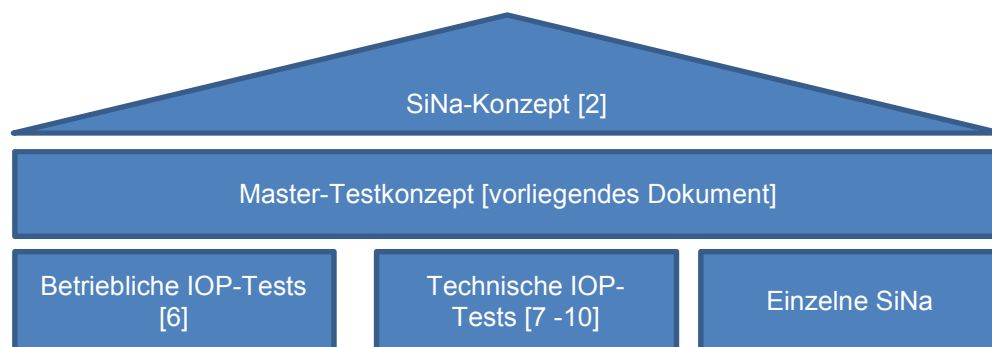 SiNa-Konzept [2]
Master-Testkonzept [vorliegendes Dokument]
Betriebliche IOP-Tests
[6]
Technische IOP-
Tests [7 -10]
Einzelne SiNa